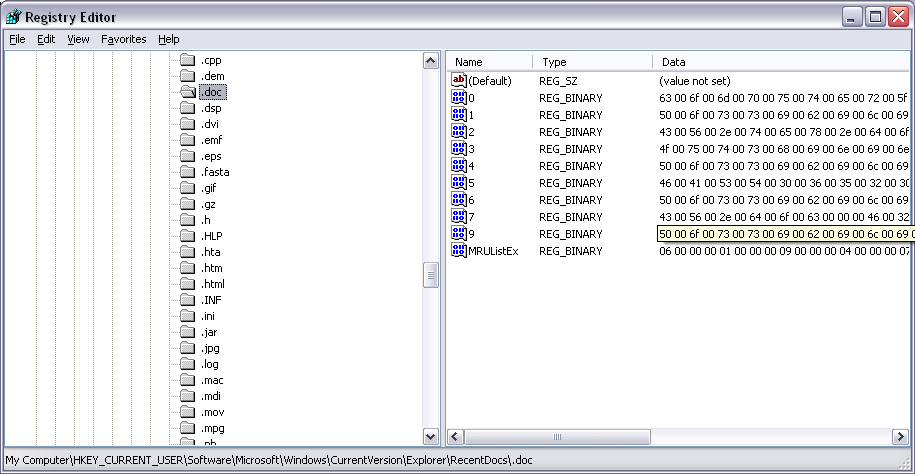 Registry Editor
File Edit View Favorites Help
.cpp
.dem
.doc
.dsp
.dvi
.emf
.eps
.fasta
.gif
.gz
.h
.HLP
.hta
.htm
.html
.INF
.ini
.jar
.jpg
.log
.mac
.mdi
.mov
.mpg
Name Type Data
ab (Default) REG_SZ (value not set)
0 REG_BINARY 63 00 6f 00 6d 00 70 00 75 00 74 00 65 00 72 00 5f
1 REG_BINARY 50 00 6f 00 73 00 73 00 69 00 62 00 69 00 6c 00 69
2 REG_BINARY 43 00 56 00 2e 00 74 00 65 00 78 00 2e 00 64 00 6f
3 REG_BINARY 4f 00 75 00 74 00 73 00 68 00 69 00 6e 00 69 00 6e
4 REG_BINARY 50 00 6f 00 73 00 73 00 69 00 62 00 69 00 6c 00 69
5 REG_BINARY 46 00 41 00 53 00 54 00 30 00 36 00 35 00 32 00 30
6 REG_BINARY 50 00 6f 00 73 00 73 00 69 00 62 00 69 00 6c 00 69
7 REG_BINARY 43 00 56 00 2e 00 64 00 6f 00 63 00 00 00 46 00 32
9 REG_BINARY 50 00 6f 00 73 00 73 00 69 00 62 00 69 00 6c 00 69 0
MRUListEx REG_BINARY 06 00 00 00 01 00 00 00 09 00 00 00 04 00 00 00 07
My Computer\HKEY_CURRENT_USER\Software\Microsoft\Windows\CurrentVersion\Explorer\RecentDocs\.doc